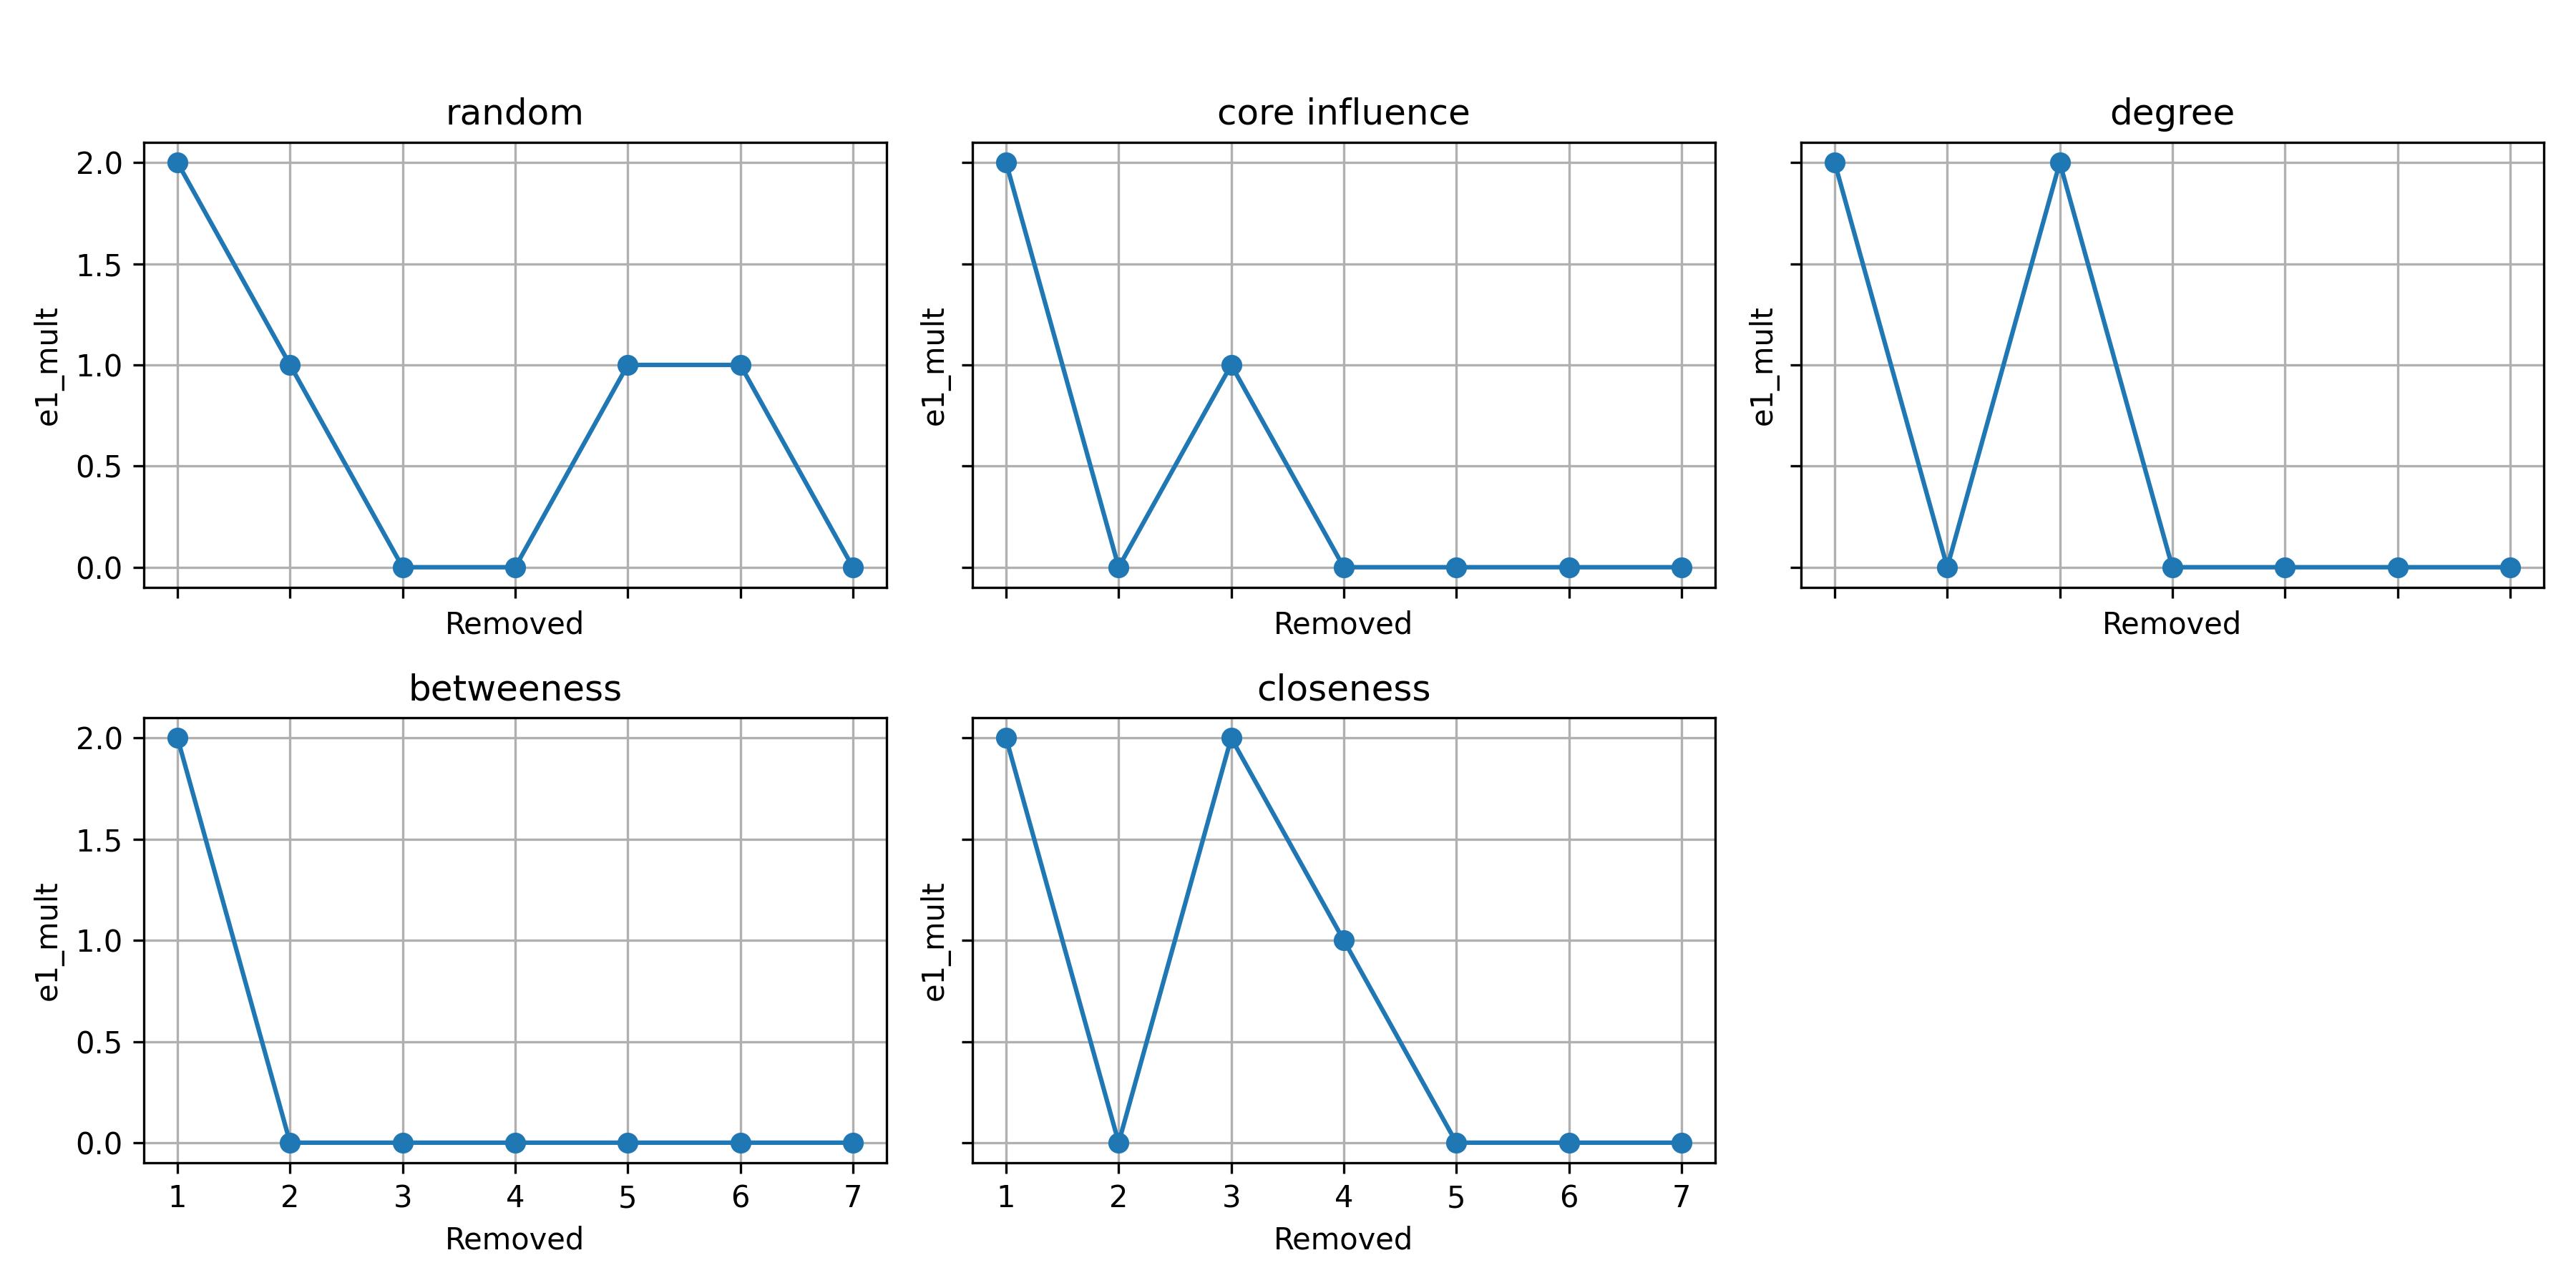 random
core influence
degree
2.0
1.5
1.0
0.5
0.0
e1_mult
e1_mult
e1_mult
Removed
Removed
Removed
betweeness
closeness
2.0
1.5
1.0
0.5
0.0
e1_mult
e1_mult
1 2 3 4 5 6 7
1 2 3 4 5 6 7
Removed
Removed